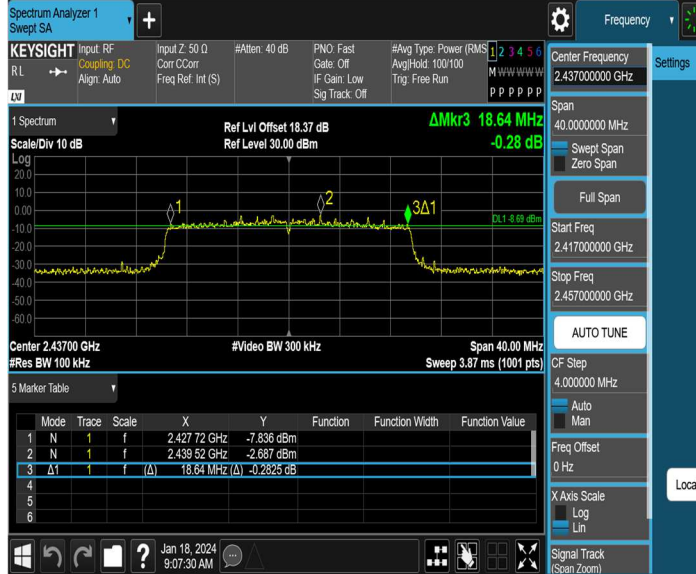 Spectrum Analyzer 1
Swept SA
Frequency
KEYSIGHT
RL
LXI
Input: RF
Coupling: DC
Align: Auto
Input Z: 50 Ω
Corr CCorr
Freq Ref: Int (S)
#Atten: 40 dB
PNO: Fast
Gate: Off
IF Gain: Low
Sig Track: Off
#Avg Type: Power (RMS
Avg|Hold: 100/100
Trig: Free Run
1 2 3 4 5 6
M W W W W W
P P P P P P
Settings
1 Spectrum
Scale/Div 10 dB
Ref Lvl Offset 18.37 dB
Ref Level 30.00 dBm
ΔMkr3 18.64 MHz
-0.28 dB
Log
20.0
10.0
0.00
-10.0
-20.0
-30.0
-40.0
-50.0
-60.0
1
2
3Δ1
DL1 -8.69 dBm
Center 2.43700 GHz
#Res BW 100 kHz
#Video BW 300 kHz
Span 40.00 MHz
Sweep 3.87 ms (1001 pts)
5 Marker Table
Mode Trace Scale X Y Function Function Width Function Value
1 N 1 f 2.427 72 GHz -7.836 dBm
2 N 1 f 2.439 52 GHz -2.687 dBm
3 Δ1 1 f (Δ) 18.64 MHz (Δ) -0.2825 dB
4
5
6
Jan 18, 2024
9:07:30 AM
Center Frequency
2.437000000 GHz
Span
40.0000000 MHz
Swept Span
Zero Span
Full Span
Start Freq
2.417000000 GHz
Stop Freq
2.457000000 GHz
AUTO TUNE
CF Step
4.000000 MHz
Auto
Man
Freq Offset
0 Hz
X Axis Scale
Log
Lin
Signal Track
(Span Zoom)
Loca